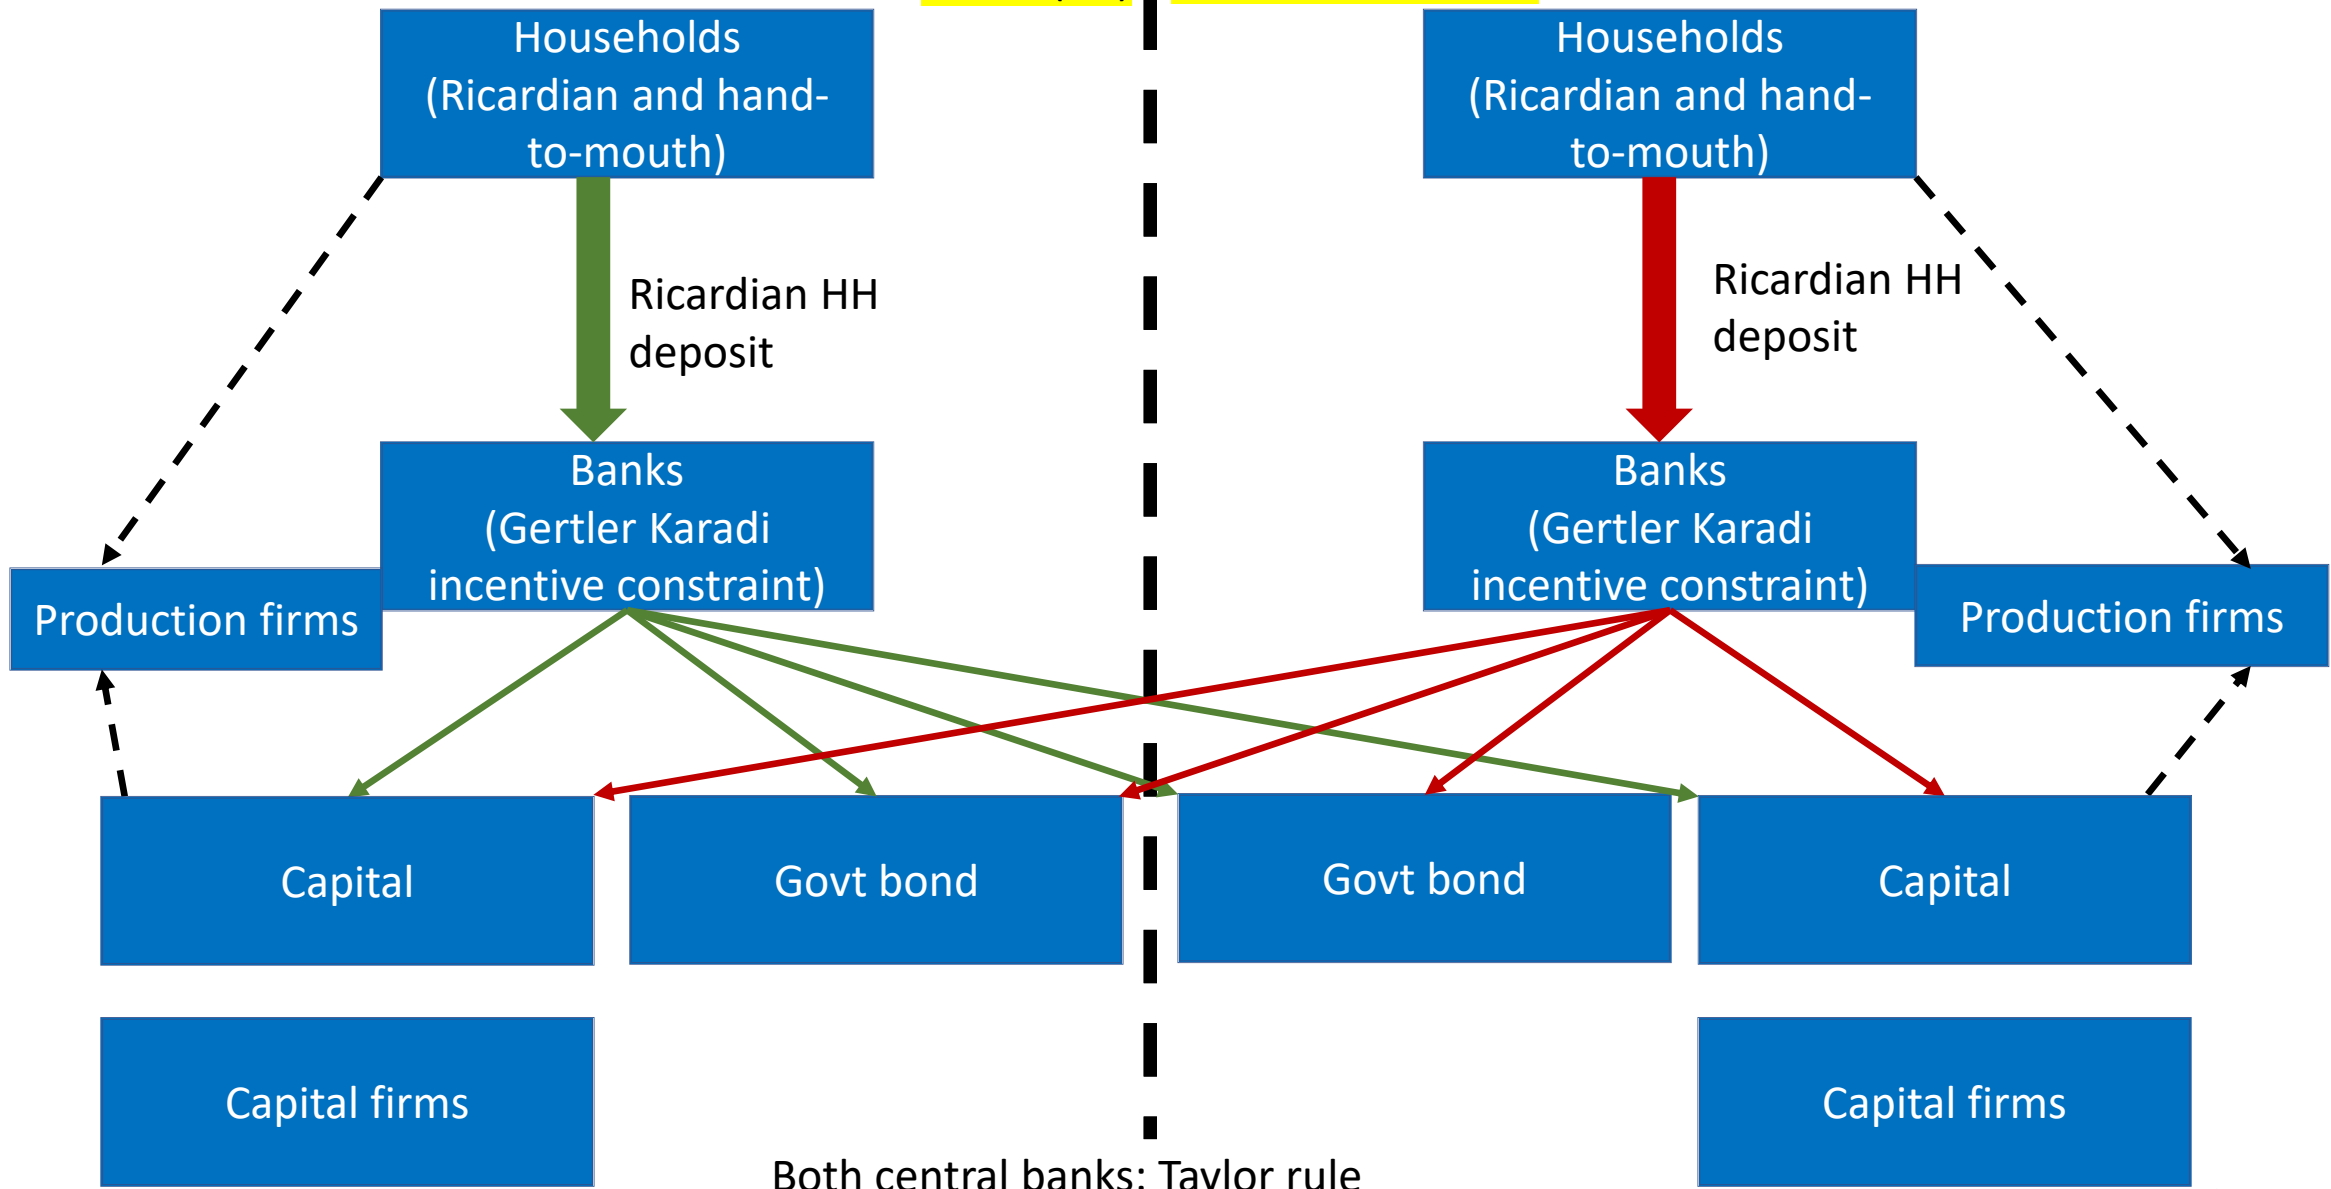 Households
(Ricardian and hand-
to-mouth)
Households
(Ricardian and hand-
to-mouth)
Ricardian HH
deposit
Ricardian HH
deposit
Banks
(Gertler Karadi
incentive constraint)
Banks
(Gertler Karadi
incentive constraint)
Production firms
Production firms
Capital
Govt bond
Govt bond
Capital
Capital firms
Capital firms
Both central banks: Taylor rule